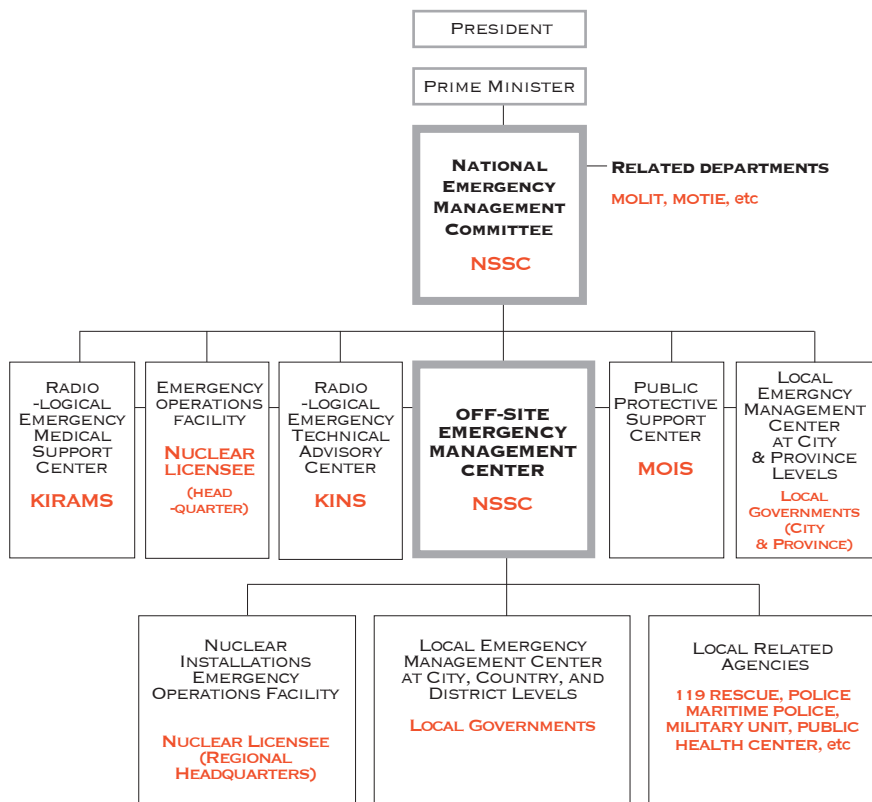 PRESIDENT
PRIME MINISTER
NATIONAL
EMERGENCY
MANAGEMENT
COMMITTEE
NSSC
RELATED DEPARTMENTS
MOLIT, MOTIE, etc
RADIO
-LOGICAL
EMERGENCY
MEDICAL
SUPPORT
CENTER
KIRAMS
EMERGENCY
OPERATIONS
FACILITY
NUCLEAR
LICENSEE
(HEAD
-QUARTER)
RADIO
-LOGICAL
EMERGENCY
TECHNICAL
ADVISORY
CENTER
KINS
OFF-SITE
EMERGENCY
MANAGEMENT
CENTER
NSSC
PUBLIC
PROTECTIVE
SUPPORT
CENTER
MOIS
LOCAL
EMERGNCY
MANAGEMENT
CENTER
AT CITY
& PROVINCE
LEVELS
LOCAL
GOVERNMENTS
(CITY
& PROVINCE)
NUCLEAR
INSTALLATIONS
EMERGENCY
OPERATIONS FACILITY
NUCLEAR LICENSEE
(REGIONAL
HEADQUARTERS)
LOCAL EMERGENCY
MANAGEMENT CENTER
AT CITY, COUNTRY, AND
DISTRICT LEVELS
LOCAL GOVERNMENTS
LOCAL RELATED
AGENCIES
119 RESCUE, POLICE
MARITIME POLICE,
MILITARY UNIT, PUBLIC
HEALTH CENTER, etc